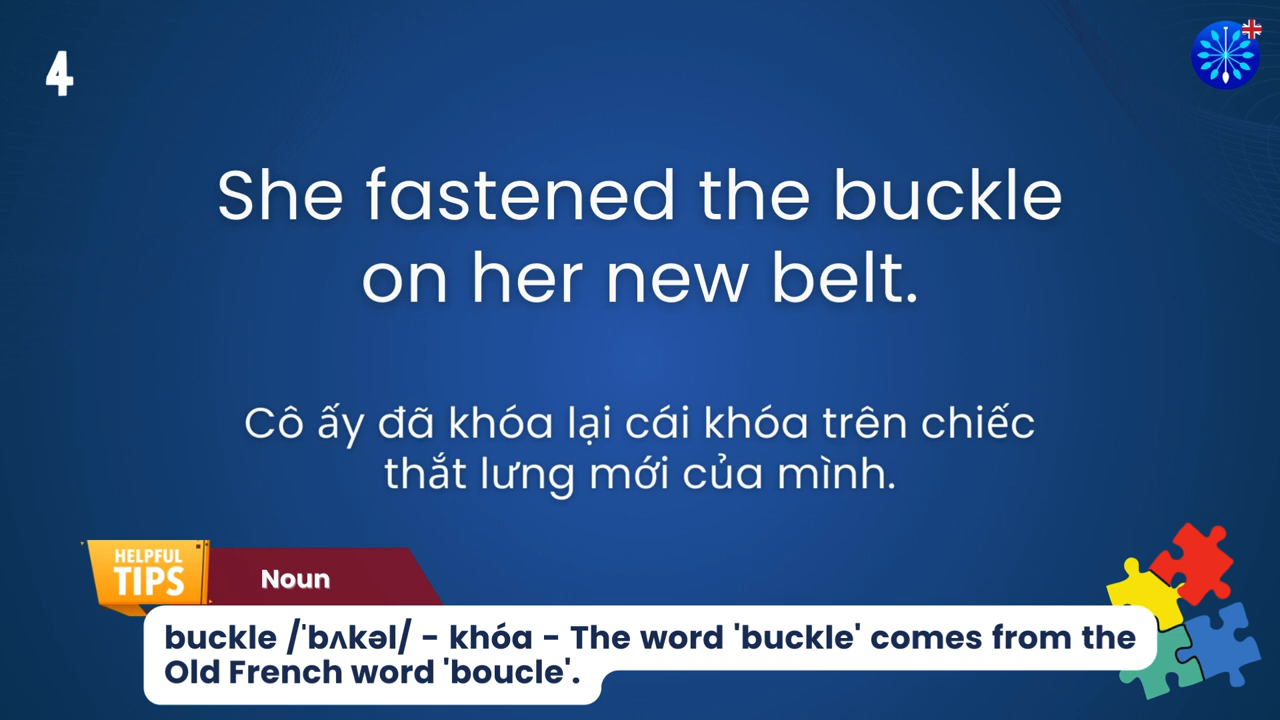 4
She fastened the buckle
on her new belt.
Cô ấy đã khóa lại cái khóa trên chiếc
thắt lưng mới của mình.
HELPFUL
TIPS
Noun
buckle /ˈbʌkəl/ - khóa - The word 'buckle' comes from the
Old French word 'boucle'.